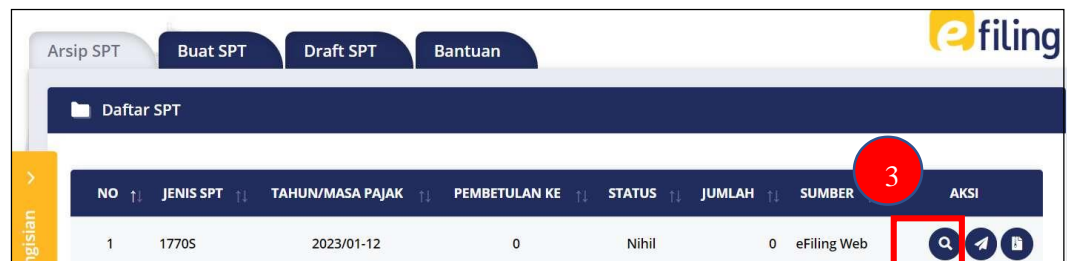 efiling
Arsip SPT Buat SPT Draft SPT Bantuan
Daftar SPT
3
NO JENIS SPT TAHUN/MASA PAJAK PEMBETULAN KE STATUS JUMLAH SUMBER AKSI
1 1770S 2023/01-12 0 Nihil 0 eFiling Web
ngisian